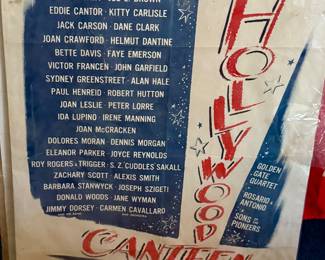 EDDIE CANTOR · KITTY CARLISLE
JACK CARSON · DANE CLARK
JOAN CRAWFORD · HELMUT DANTINE
BETTE DAVIS · FAYE EMERSON
VICTOR FRANCEN · JOHN GARFIELD
SYDNEY GREENSTREET · ALAN HALE
PAUL HENREID · ROBERT HUTTON
JOAN LESLIE · PETER LORRE
IDA LUPINO · IRENE MANNING
JOAN McCRACKEN
DOLORES MORAN · DENNIS MORGAN
ELEANOR PARKER · JOYCE REYNOLDS
ROY ROGERS & TRIGGER · S. Z. CUDDLES SAKALL
ZACHARY SCOTT · ALEXIS SMITH
BARBARA STANWYCK · JOSEPH SZIGETI
DONALD WOODS · JANE WYMAN
JIMMY DORSEY · CARMEN CAVALLARO
HOLLYWOOD
CANTEEN
GOLDEN
GATE
QUARTET
ROSARIO &
ANTONIO
SONS OF THE
PIONEERS